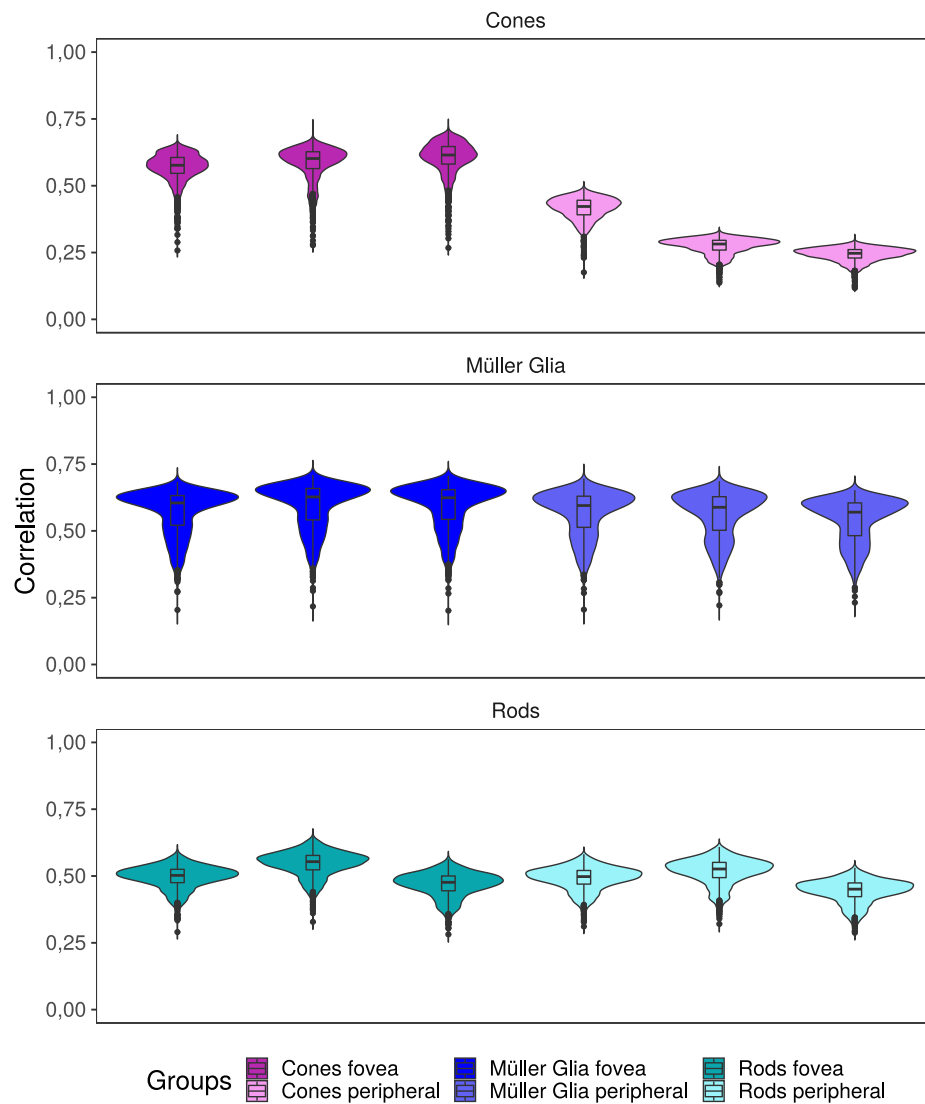 Cones
1,00
0,75
0,50
0,25
0,00
Müller Glia
1,00
0,75
0,50
0,25
0,00
Correlation
Rods
1,00
0,75
0,50
0,25
0,00
Groups
Cones fovea
Müller Glia fovea
Rods fovea
Cones peripheral
Müller Glia peripheral
Rods peripheral